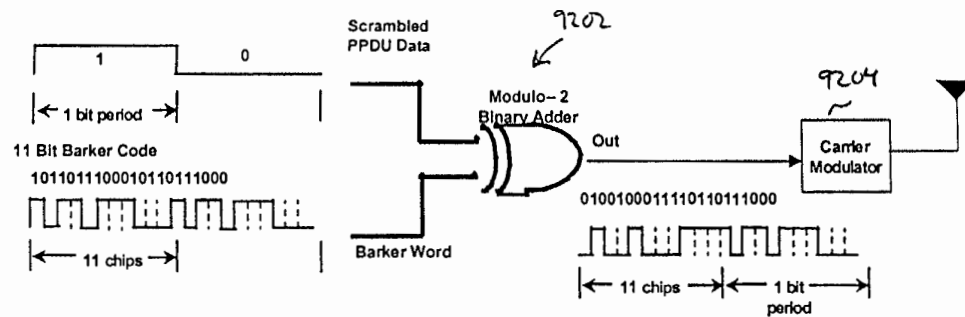 9202
Scrambled
PPDU Data
1 0
9204
1 bit period
Modulo-2
Binary Adder
Out
Carrier
Modulator
11 Bit Barker Code
1011011100010110111000
0100100011110110111000
11 chips
Barker Word
11 chips
1 bit
period